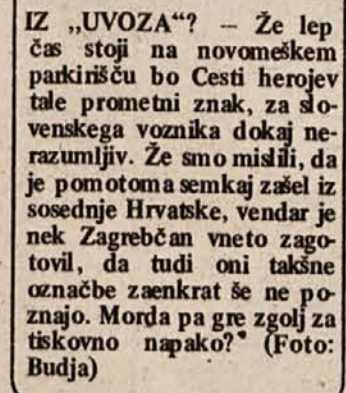 IZ „UVOZA“? — Že lep
čas stoji na novomeškem
parkirišču bo Cesti herojev
tale prometni znak, za slo-
venskega voznika dokaj ne-
razumljiv. Že smo mislili, da
je pomotoma semkaj zašel iz
sosednje Hrvatske, vendar je
nek Zagrebčan vneto zago-
tovil, da tudi oni takšne
označbe zaenkrat še ne po-
znajo. Morda pa gre zgolj za
tiskovno napako?" (Foto:
Budja)